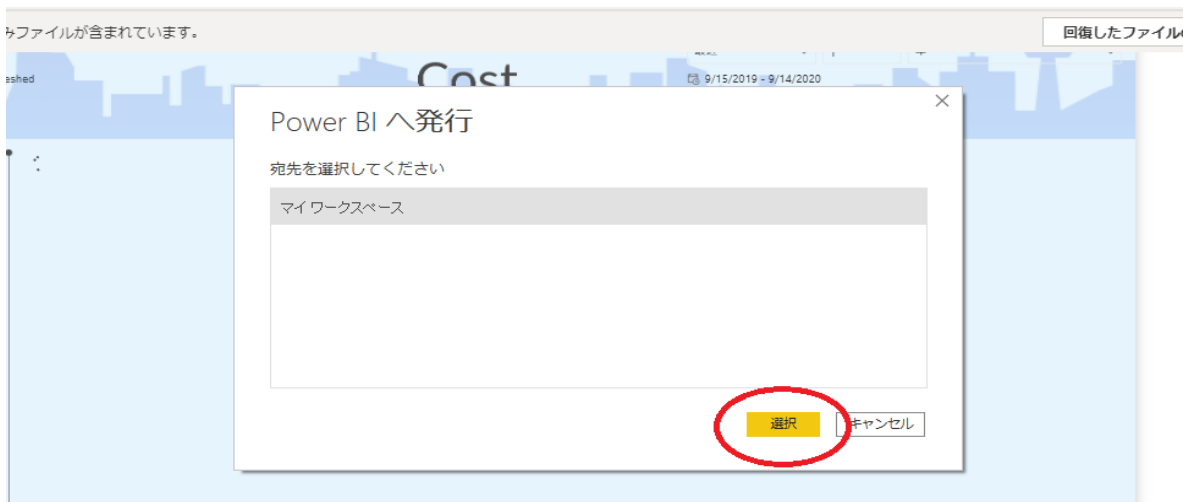 みファイルが含まれています。
回復したファイル
eshed
Cost
9/15/2019 - 9/14/2020
Power BI へ発行
宛先を選択してください
マイ ワークスペース
選択
キャンセル